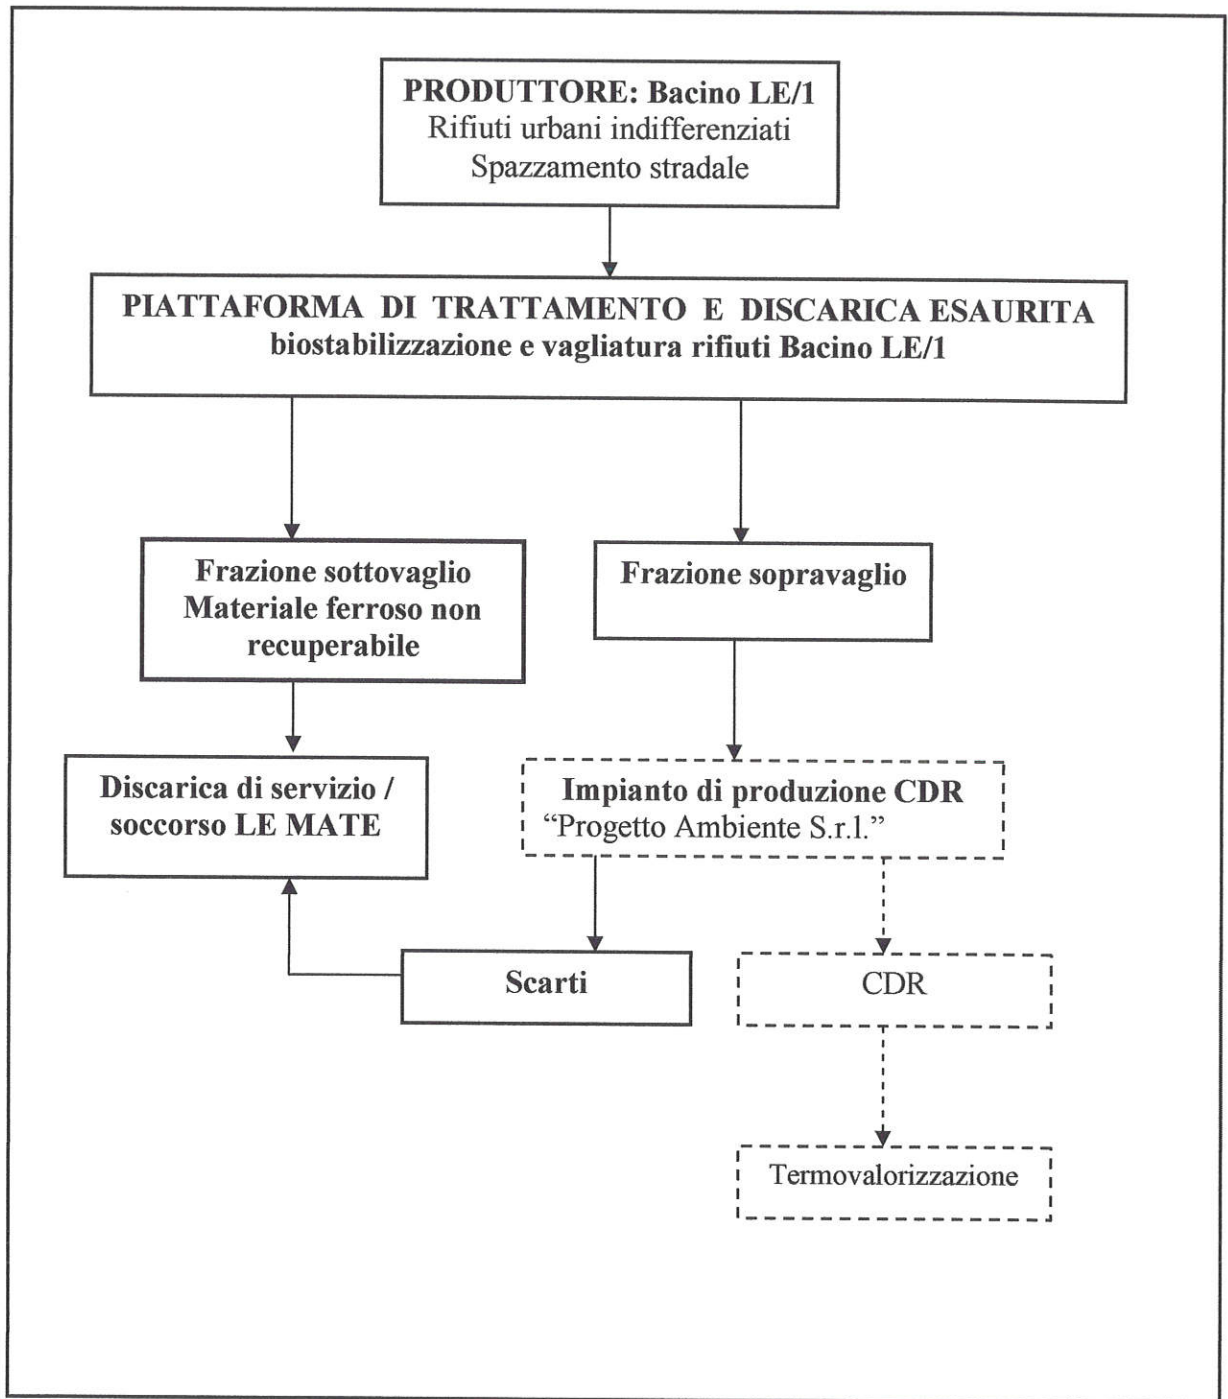 PRODUTTORE: Bacino LE/1
Rifiuti urbani indifferenziati
Spazzamento stradale
PIATTAFORMA DI TRATTAMENTO E DISCARICA ESAURITA
biostabilizzazione e vagliatura rifiuti Bacino LE/1
Frazione sottovaglio
Materiale ferroso non
recuperabile
Frazione sopravaglio
Discarica di servizio /
soccorso LE MATE
Impianto di produzione CDR
“Progetto Ambiente S.r.l.”
Scarti
CDR
Termovalorizzazione